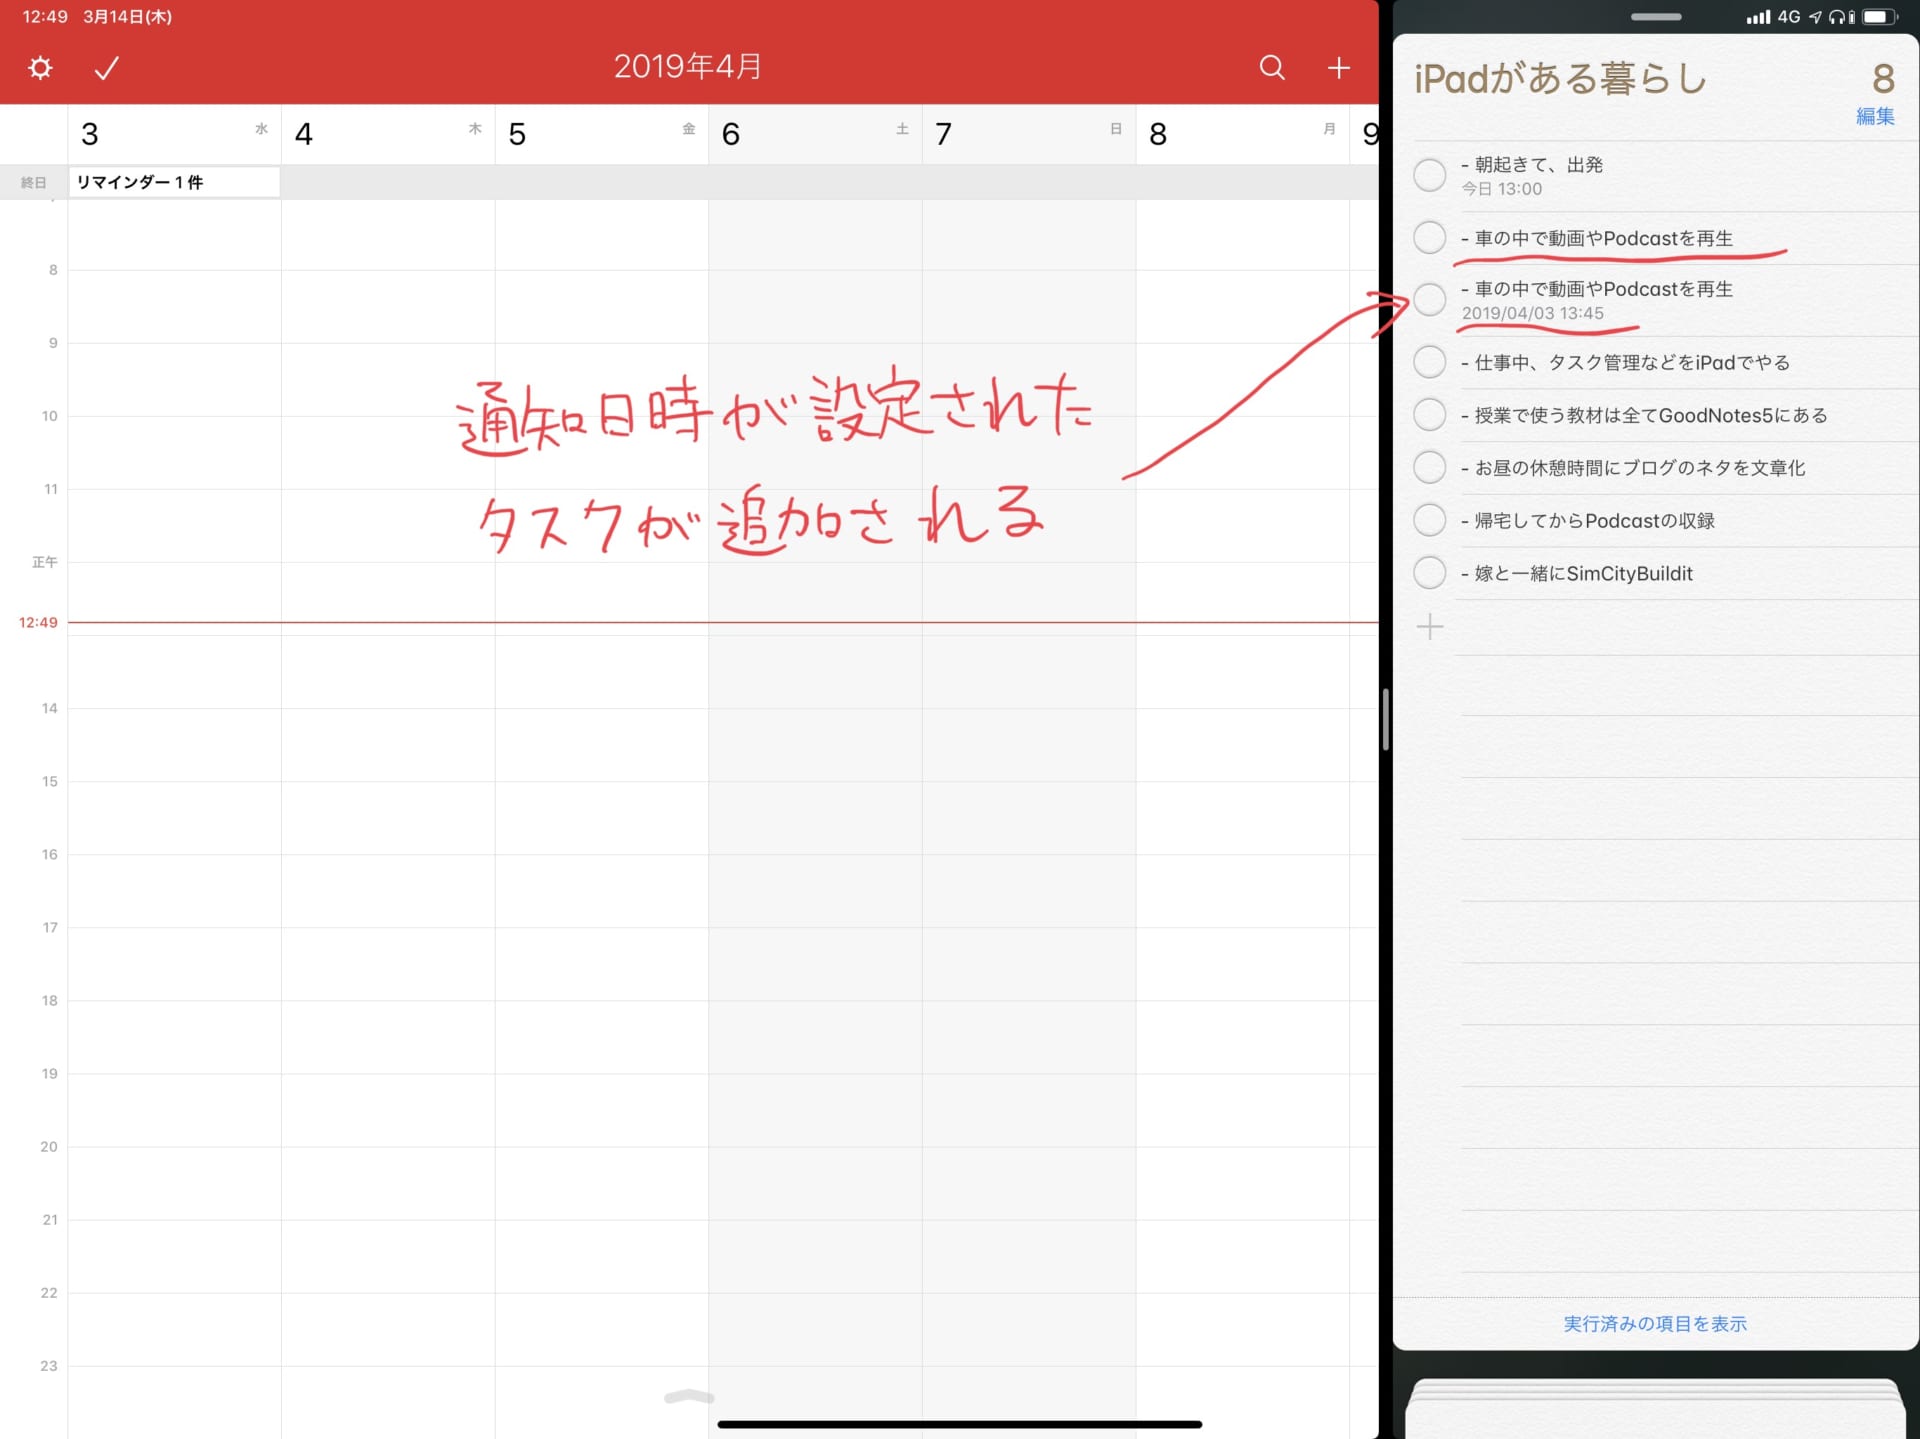 12:49 3月14日(木)
2019年4月
3 水 4 木 5 金 6 土 7 日 8 月 9
終日 リマインダー 1 件
8
9
10
11
正午
12:49
14
15
16
17
18
19
20
21
22
23
通知日時が設定された
タスクが追加される
4G
iPadがある暮らし 8
編集
- 朝起きて、出発
今日 13:00
- 車の中で動画やPodcastを再生
- 車の中で動画やPodcastを再生
2019/04/03 13:45
- 仕事中、タスク管理などをiPadでやる
- 授業で使う教材は全てGoodNotes5にある
- お昼の休憩時間にブログのネタを文章化
- 帰宅してからPodcastの収録
- 嫁と一緒にSimCityBuildit
実行済みの項目を表示